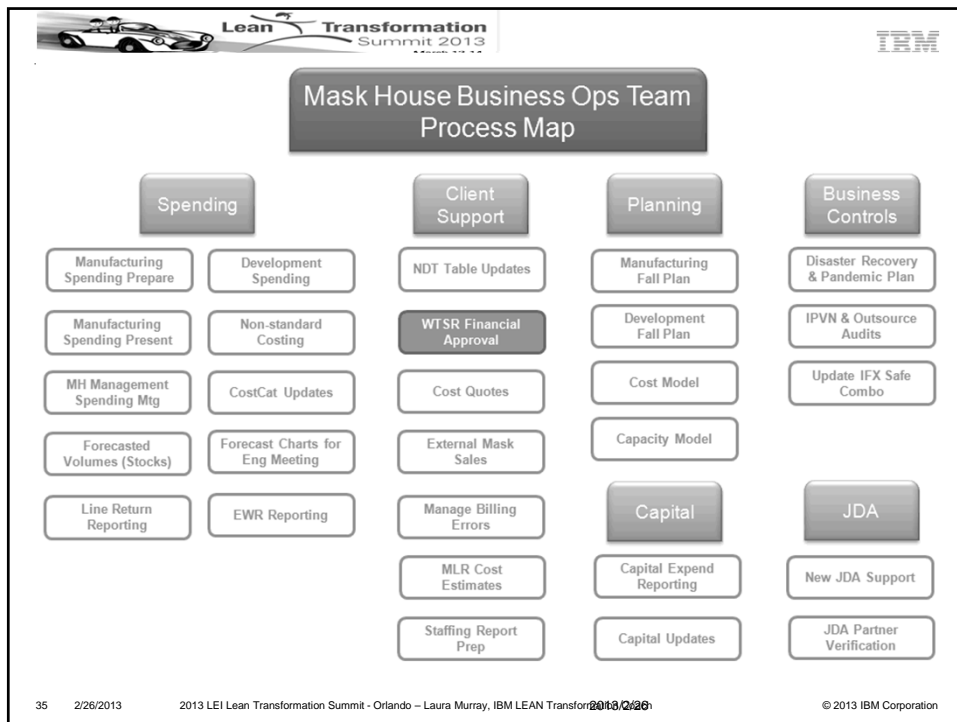 Lean Transformation
Summit 2013
IBM
Mask House Business Ops Team
Process Map
Spending
Manufacturing
Spending Prepare
Development
Spending
Manufacturing
Spending Present
Non-standard
Costing
MH Management
Spending Mtg
CostCat Updates
Forecasted
Volumes (Stocks)
Forecast Charts for
Eng Meeting
Line Return
Reporting
EWR Reporting
Client
Support
NDT Table Updates
WTSR Financial
Approval
Cost Quotes
External Mask
Sales
Manage Billing
Errors
MLR Cost
Estimates
Staffing Report
Prep
Planning
Manufacturing
Fall Plan
Development
Fall Plan
Cost Model
Capacity Model
Capital
Capital Expend
Reporting
Capital Updates
Business
Controls
Disaster Recovery
& Pandemic Plan
IPVN & Outsource
Audits
Update IFX Safe
Combo
JDA
New JDA Support
JDA Partner
Verification
35 2/26/2013 2013 LEI Lean Transformation Summit - Orlando – Laura Murray, IBM LEAN 2013/2/26 © 2013 IBM Corporation